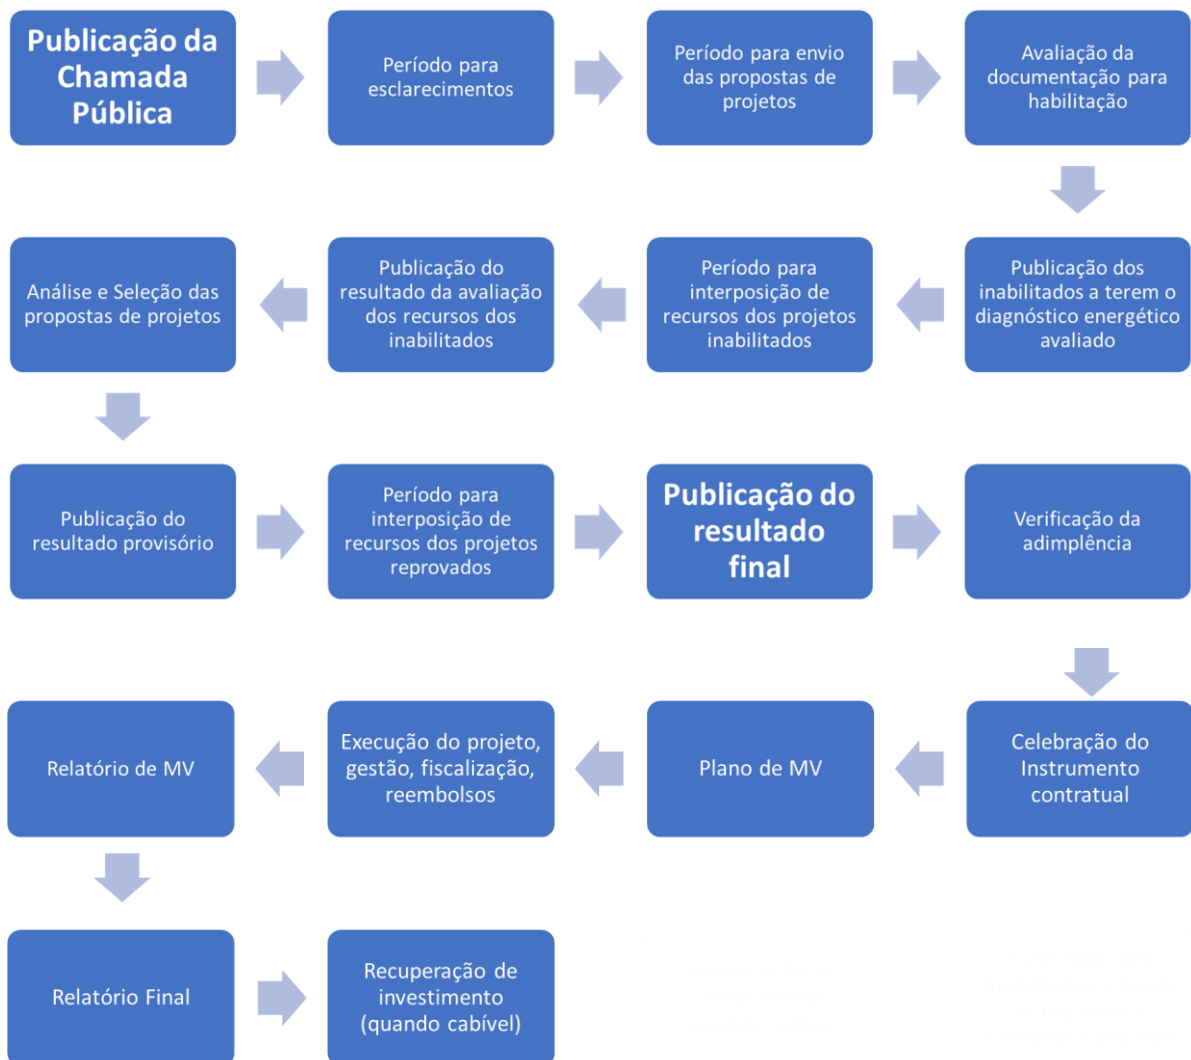 Publicação da
Chamada
Pública
Período para
esclarecimentos
Período para envio
das propostas de
projetos
Avaliação da
documentação para
habilitação
Publicação dos
inabilitados a terem o
diagnóstico energético
avaliado
Período para
interposição de
recursos dos projetos
inabilitados
Publicação do
resultado da avaliação
dos recursos dos
inabilitados
Análise e Seleção das
propostas de projetos
Publicação do
resultado provisório
Período para
interposição de
recursos dos projetos
reprovados
Publicação do
resultado
final
Verificação da
adimplência
Celebração do
Instrumento
contratual
Plano de MV
Execução do projeto,
gestão, fiscalização,
reembolsos
Relatório de MV
Relatório Final
Recuperação de
investimento
(quando cabível)